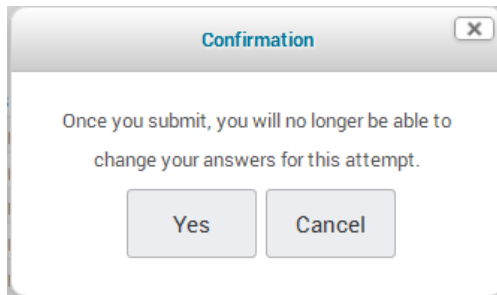 Confirmation
Once you submit, you will no longer be able to
change your answers for this attempt.
Yes
Cancel